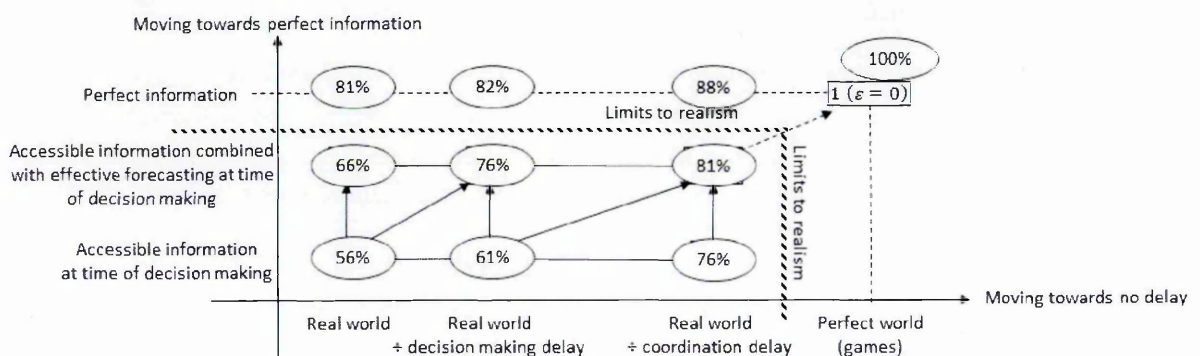 Moving towards perfect information
100%
81%
82%
88%
Perfect information
1 (ε = 0)
Limits to realism
Accessible information combined
with effective forecasting at time
of decision making
66%
76%
81%
Limits to realism
Accessible information
at time of decision making
56%
61%
76%
Moving towards no delay
Real world
Real world
÷ decision making delay
Real world
÷ coordination delay
Perfect world
(games)